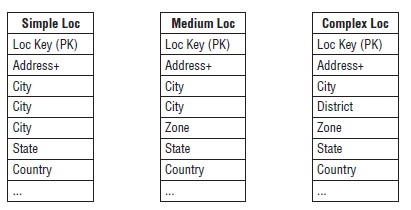 Simple Loc
Loc Key (PK)
Address+
City
City
City
State
Country
...
Medium Loc
Loc Key (PK)
Address+
City
City
Zone
State
Country
...
Complex Loc
Loc Key (PK)
Address+
City
District
Zone
State
Country
...